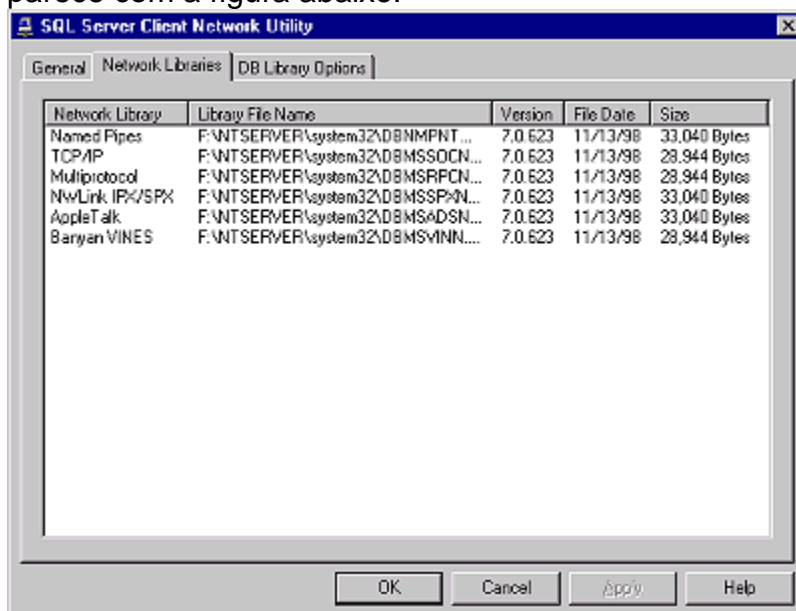 parece com a figura abaixo:
SQL Server Client Network Utility
General Network Libraries DB Library Options
Network Library Library File Name Version File Date Size
Named Pipes F:\NTSERVER\system32\DBNMPNT... 7.0.623 11/13/98 33,040 Bytes
TCP/IP F:\NTSERVER\system32\DBMSSOCN... 7.0.623 11/13/98 28,944 Bytes
Multiprotocol F:\NTSERVER\system32\DBMSRPCN... 7.0.623 11/13/98 28,944 Bytes
NWLink IPX/SPX F:\NTSERVER\system32\DBMSSPXN... 7.0.623 11/13/98 33,040 Bytes
AppleTalk F:\NTSERVER\system32\DBMSADSN... 7.0.623 11/13/98 33,040 Bytes
Banyan VINES F:\NTSERVER\system32\DBMSVINN.... 7.0.623 11/13/98 28,944 Bytes
OK Cancel Apply Help